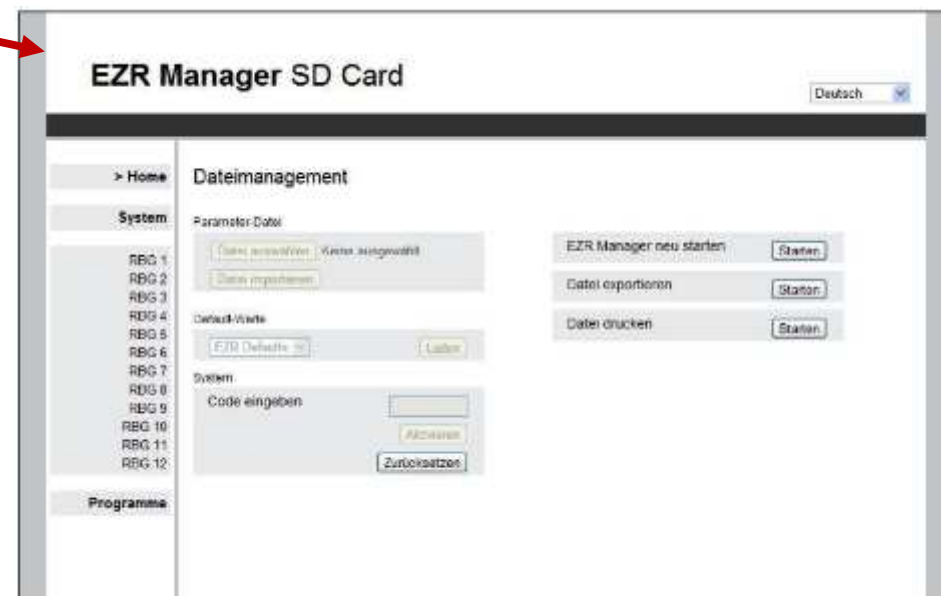 EZR Manager SD Card
Deutsch
> Home
System
RBG 1
RBG 2
RBG 3
RBG 4
RBG 5
RBG 6
RBG 7
RBG 8
RBG 9
RBG 10
RBG 11
RBG 12
Programme
Dateimanagement
Parameter-Datei
Datei auswählen Keine ausgewählt
Datei importieren
Default-Werte
EZR Defaults Laden
System
Code eingeben
Aktivieren
Zurücksetzen
EZR Manager neu starten Starten
Datei exportieren Starten
Datei drucken Starten